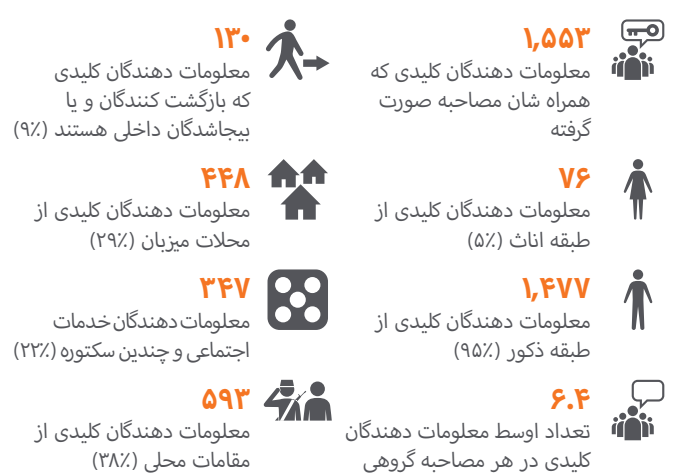 ۱,۵۵۳
معلومات دهندگان کلیدی که
همراه شان مصاحبه صورت
گرفته
۷۶
معلومات دهندگان کلیدی از
طبقه اناث (۵٪)
۱,۴۷۷
معلومات دهندگان کلیدی از
طبقه ذکور (۹۵٪)
۶.۴
تعداد اوسط معلومات دهندگان
کلیدی در هر مصاحبه گروهی
۱۳۰
معلومات دهندگان کلیدی
که بازگشت کنندگان و یا
بیجاشدگان داخلی هستند (۹٪)
۴۴۸
معلومات دهندگان کلیدی از
محلات میزبان (۲۹٪)
۳۴۷
معلومات دهندگان خدمات
اجتماعی و چندین سکتوره (۲۲٪)
۵۹۳
معلومات دهندگان کلیدی از
مقامات محلی (۳۸٪)